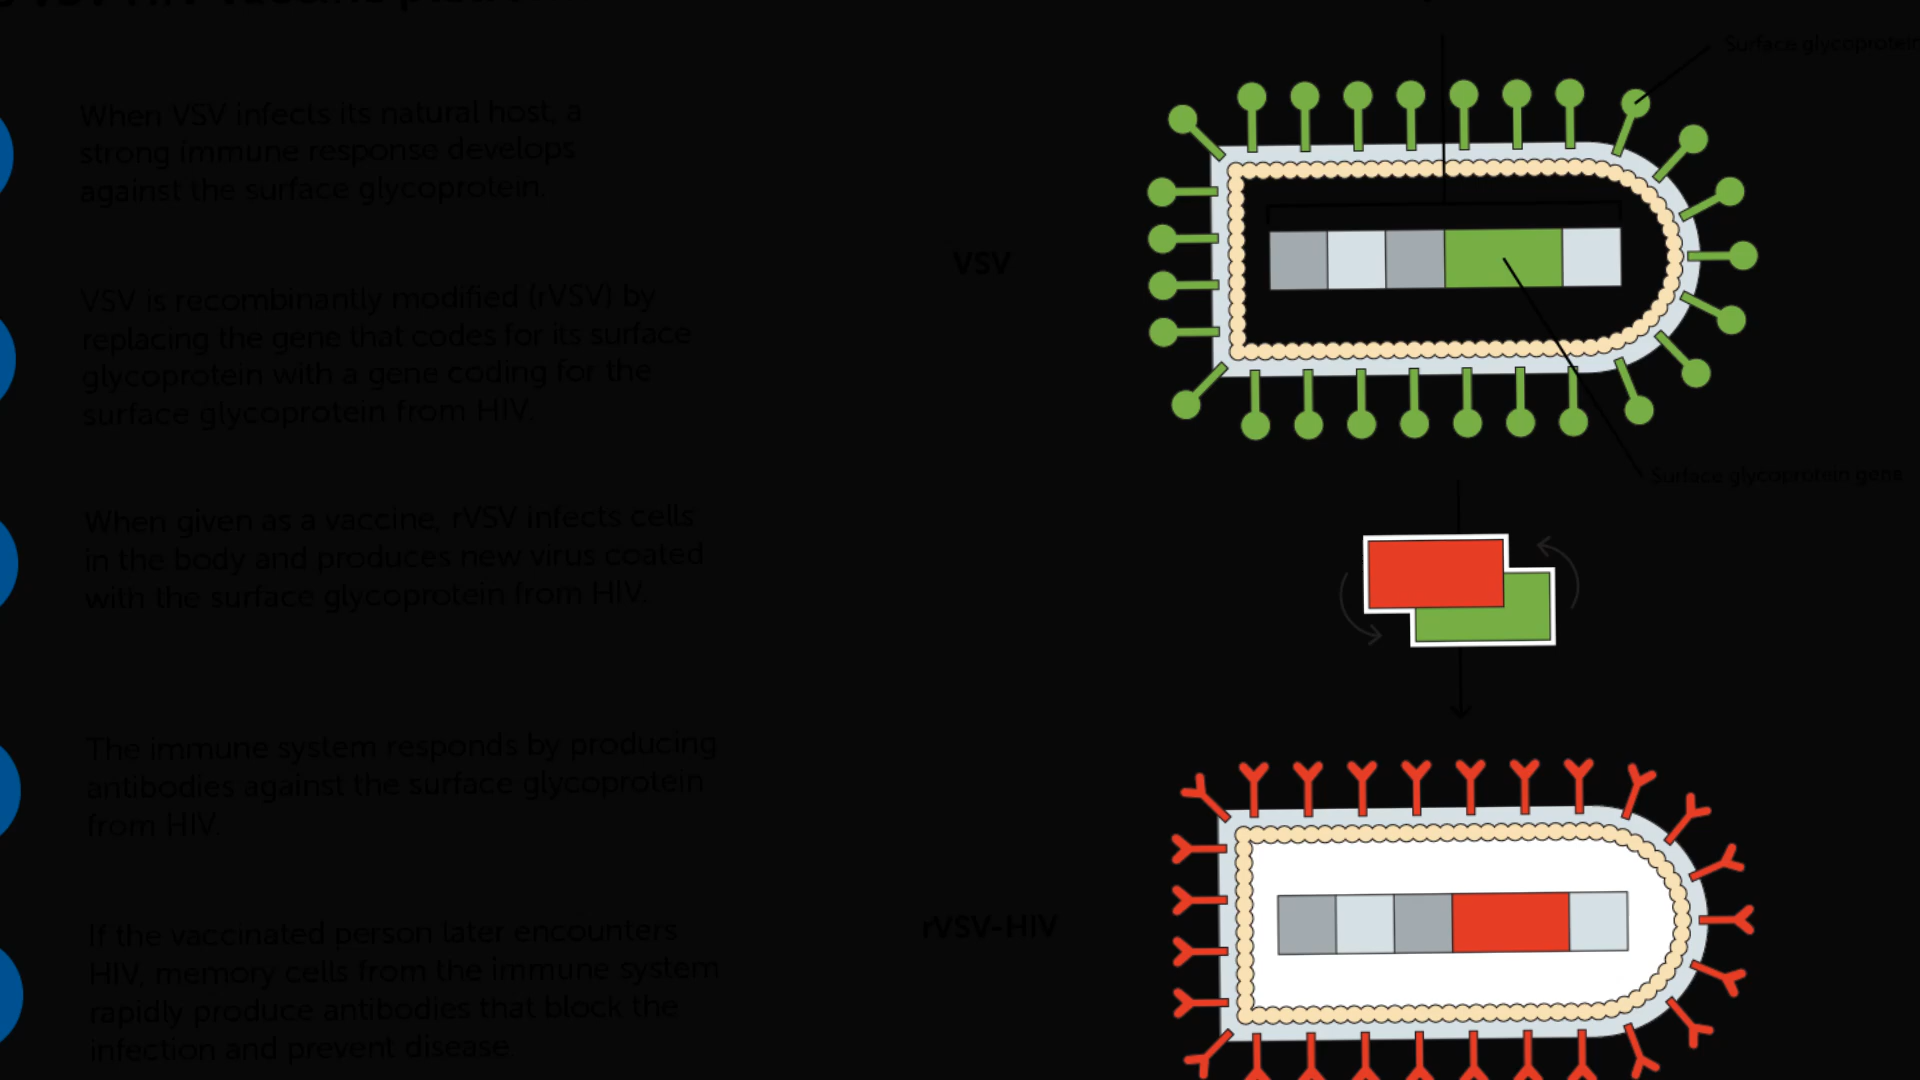 When VSV infects its natural host, a
strong immune response develops
against the surface glycoprotein.
VSV is recombinantly modified (rVSV) by
replacing the gene that codes for its surface
glycoprotein with a gene coding for the
surface glycoprotein from HIV.
When given as a vaccine, rVSV infects cells
in the body and produces new virus coated
with the surface glycoprotein from HIV.
The immune system responds by producing
antibodies against the surface glycoprotein
from HIV.
If the vaccinated person later encounters
HIV, memory cells from the immune system
rapidly produce antibodies that block the
infection and prevent disease.
Surface glycoprotein
VSV
Surface glycoprotein gene
rVSV-HIV